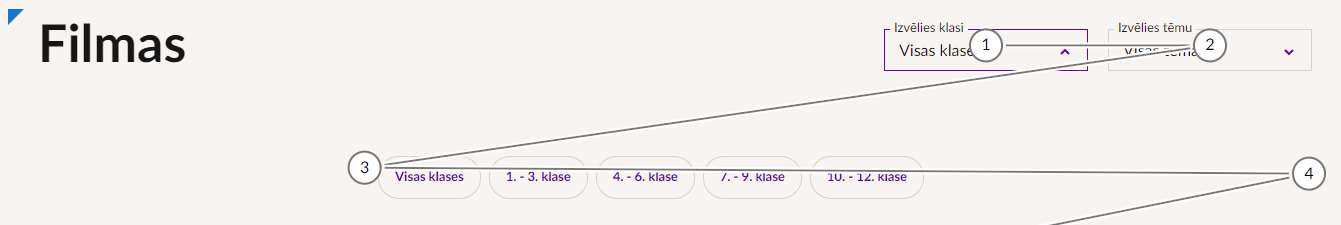 Filmas
Izvēlies klasi
Izvēlies tēmu
Visas klase
1
2
3
Visas klases
1. - 3. klase
4. - 6. klase
7. - 9. klase
10. - 12. klase
4